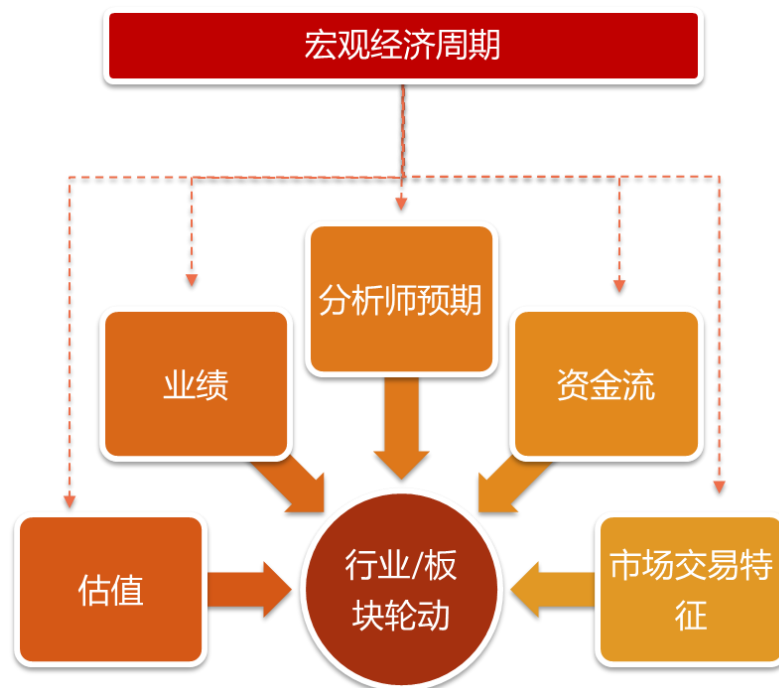 宏观经济周期
分析师预期
业绩
资金流
估值
行业/板
块轮动
市场交易特
征